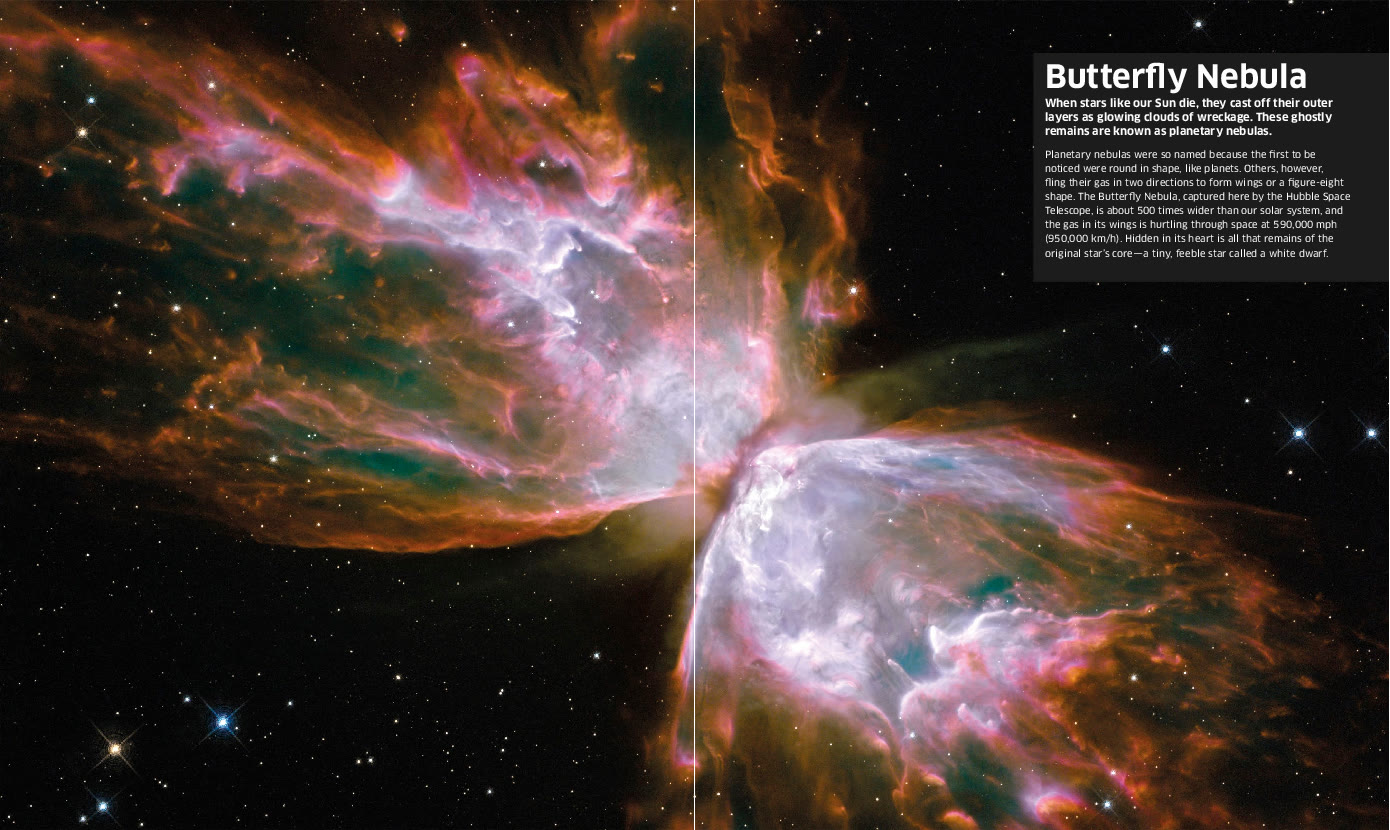 Butterfly Nebula
When stars like our Sun die, they cast off their outer
layers as glowing clouds of wreckage. These ghostly
remains are known as planetary nebulas.
Planetary nebulas were so named because the first to be
noticed were round in shape, like planets. Others, however,
fling their gas in two directions to form wings or a figure-eight
shape. The Butterfly Nebula, captured here by the Hubble Space
Telescope, is about 500 times wider than our solar system, and
the gas in its wings is hurtling through space at 590,000 mph
(950,000 km/h). Hidden in its heart is all that remains of the
original star's core—a tiny, feeble star called a white dwarf.